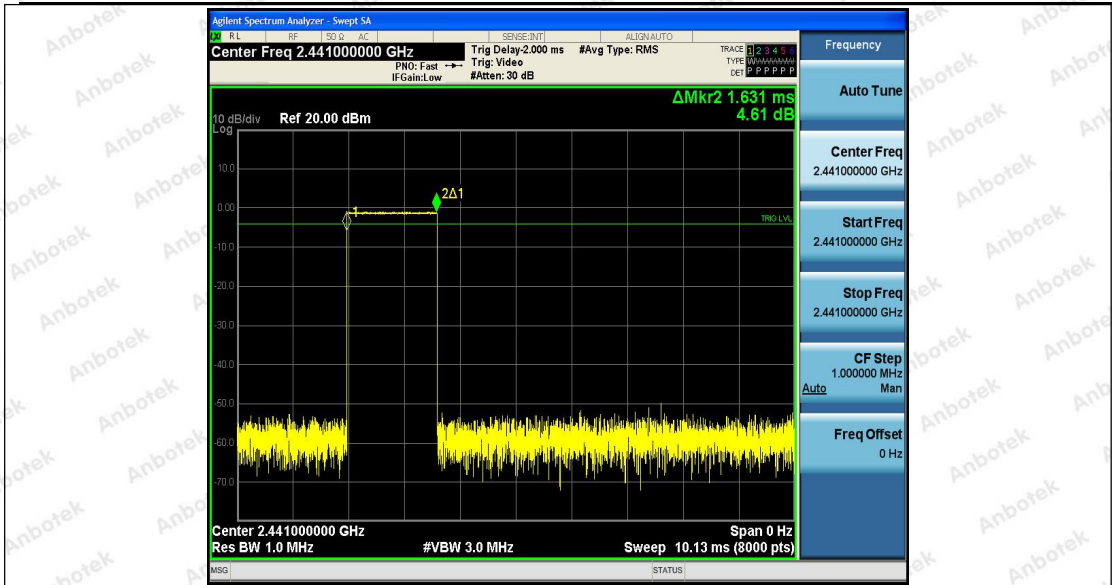 Agilent Spectrum Analyzer - Swept SA
LXI RL RF 50 Ω AC SENSE:INT ALIGN AUTO
Center Freq 2.441000000 GHz
PNO: Fast
IFGain:Low
Trig Delay-2.000 ms
Trig: Video
#Atten: 30 dB
#Avg Type: RMS
TRACE 1 2 3 4 5 6
TYPE
DET P P P P P P
ΔMkr2 1.631 ms
4.61 dB
10 dB/div Ref 20.00 dBm
Log
10.0
0.00
-10.0
-20.0
-30.0
-40.0
-50.0
-60.0
-70.0
1
2Δ1
TRIG LVL
Center 2.441000000 GHz
Span 0 Hz
Res BW 1.0 MHz
#VBW 3.0 MHz
Sweep 10.13 ms (8000 pts)
MSG
STATUS
Frequency
Auto Tune
Center Freq
2.441000000 GHz
Start Freq
2.441000000 GHz
Stop Freq
2.441000000 GHz
CF Step
1.000000 MHz
Auto Man
Freq Offset
0 Hz
Anbotek